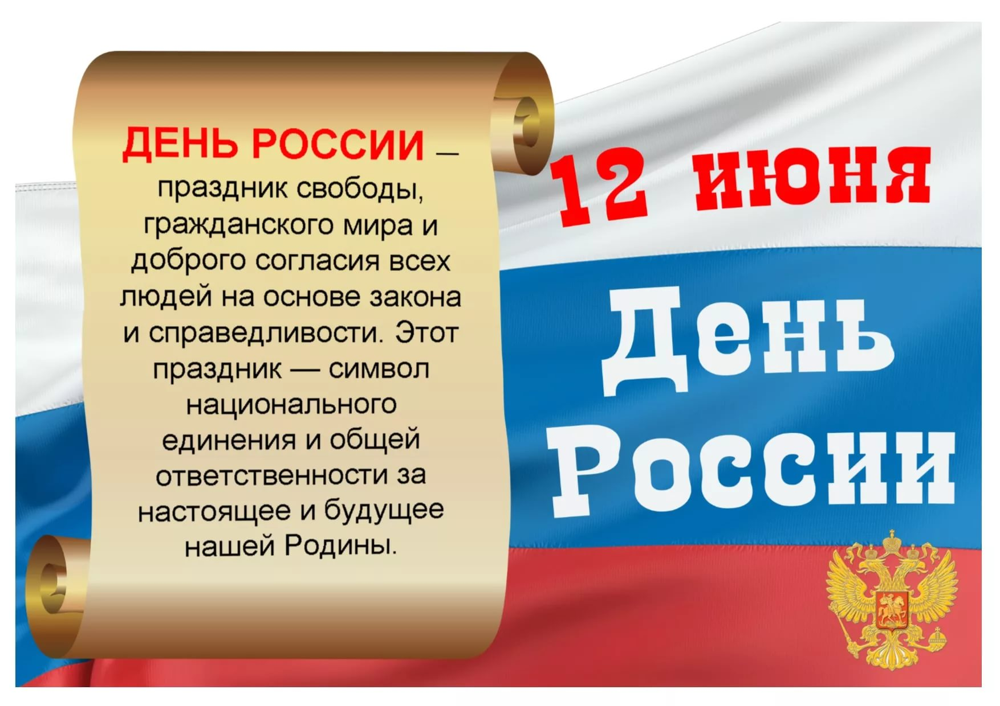 ДЕНЬ РОССИИ —
праздник свободы,
гражданского мира и
доброго согласия всех
людей на основе закона
и справедливости. Этот
праздник — символ
национального
единения и общей
ответственности за
настоящее и будущее
нашей Родины.
12 июня
День
России